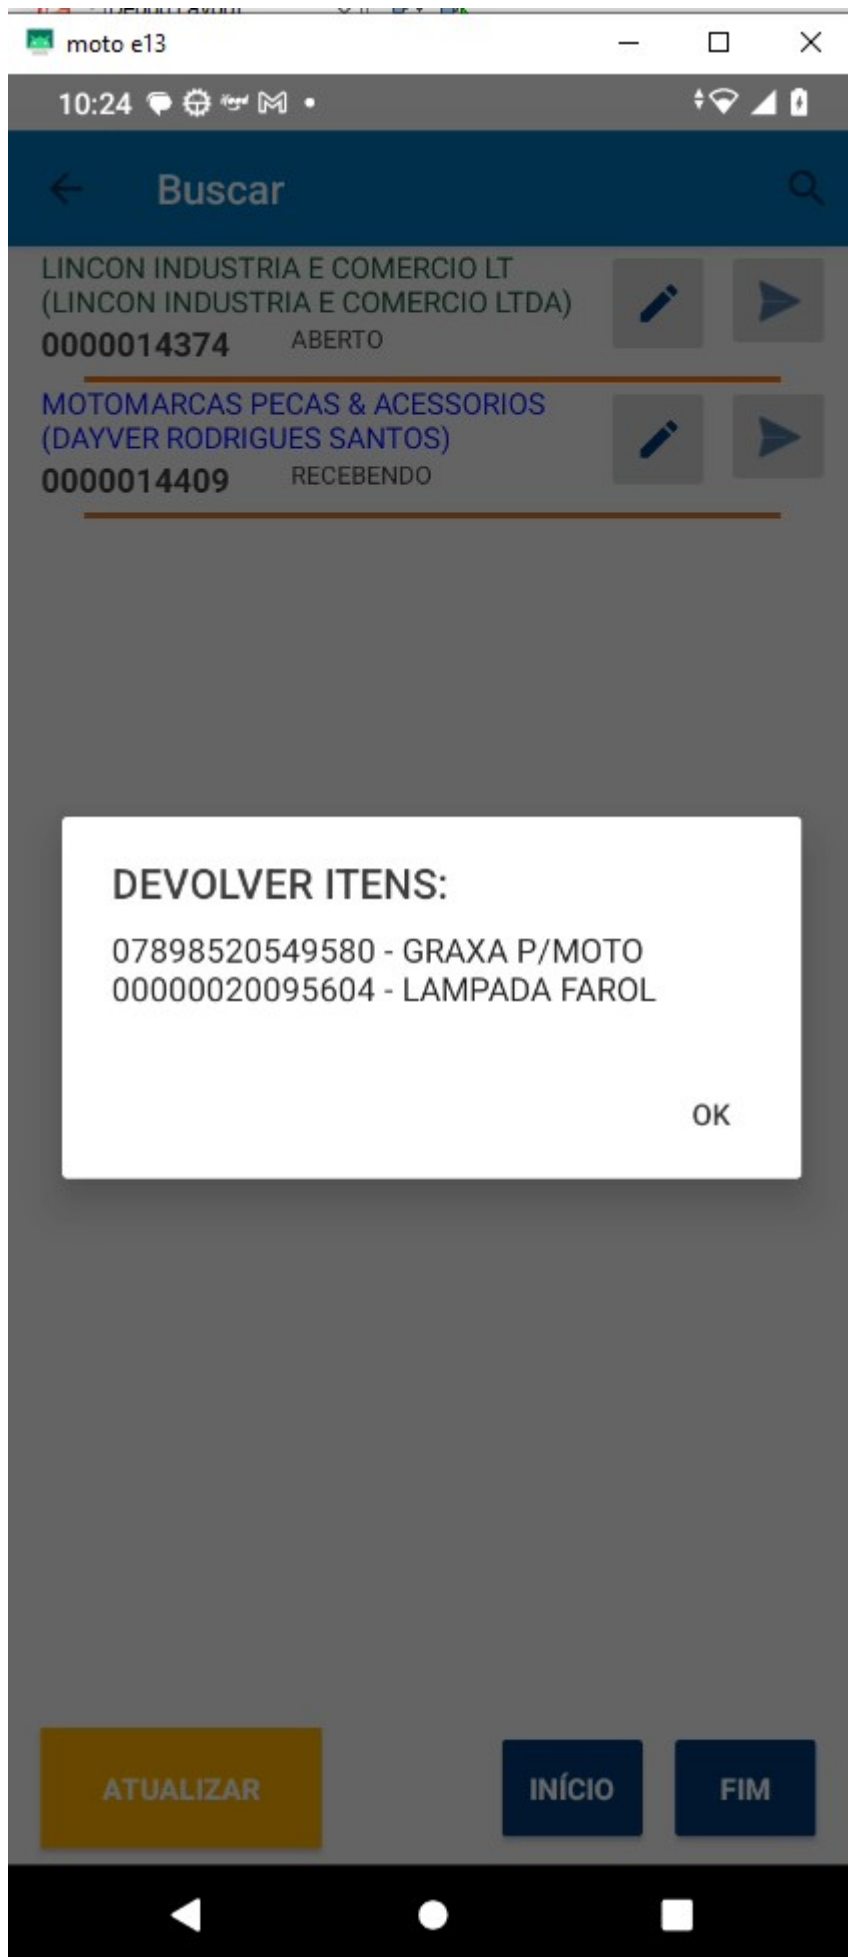 moto e13
10:24
Buscar
LINCON INDUSTRIA E COMERCIO LT
(LINCON INDUSTRIA E COMERCIO LTDA)
0000014374 ABERTO
MOTOMARCAS PECAS & ACESSORIOS
(DAYVER RODRIGUES SANTOS)
0000014409 RECEBENDO
DEVOLVER ITENS:
07898520549580 - GRAXA P/MOTO
00000020095604 - LAMPADA FAROL
OK
ATUALIZAR INÍCIO FIM